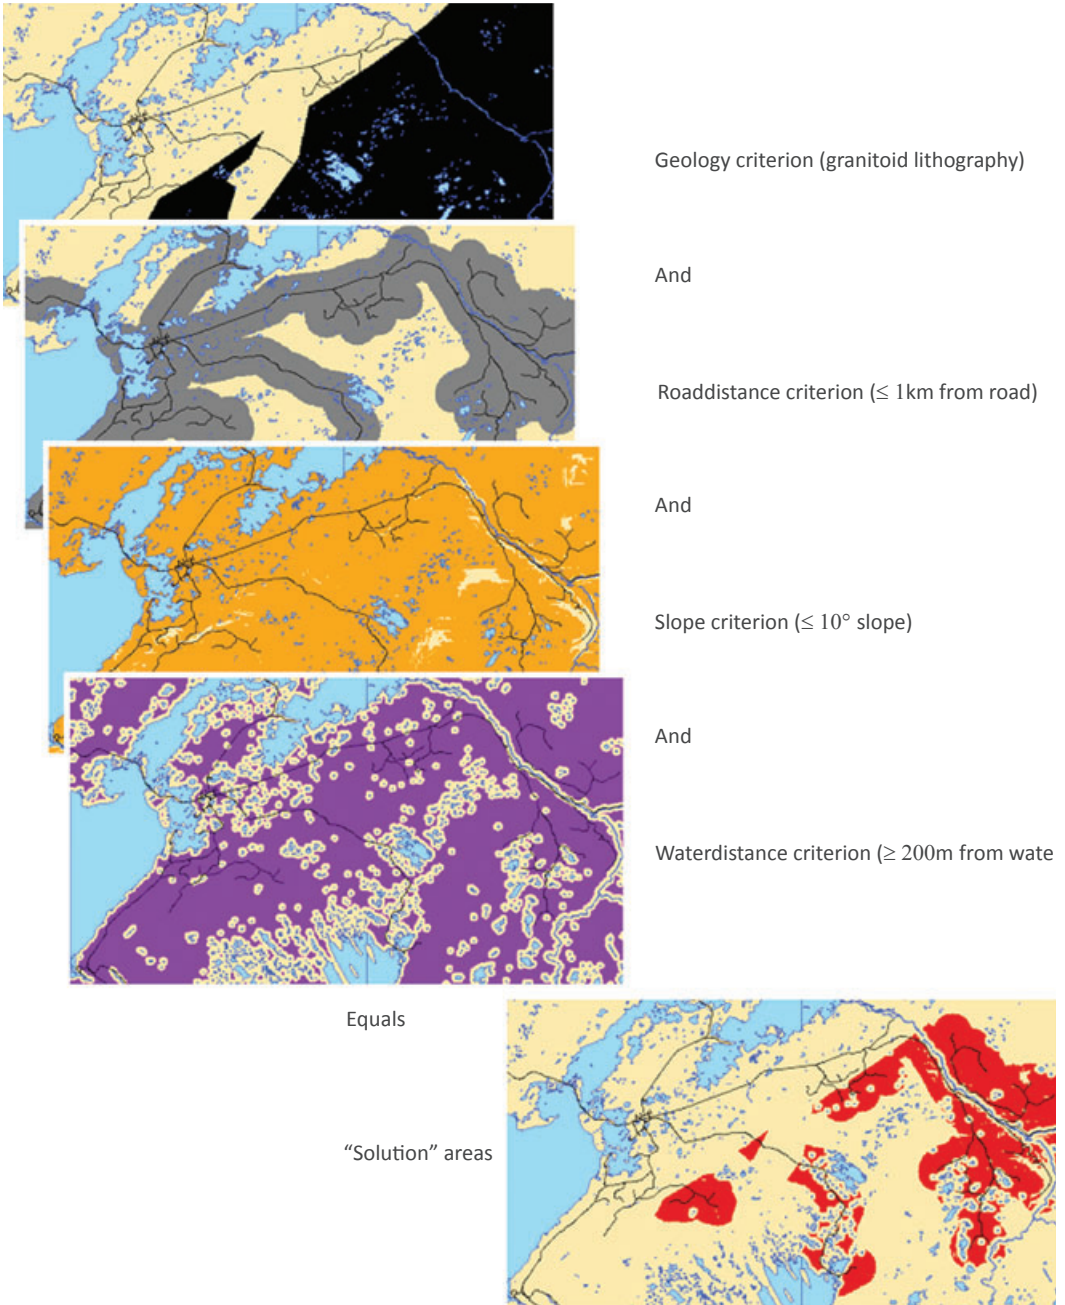 Geology criterion (granitoid lithography)
And
Roaddistance criterion (≤ 1km from road)
And
Slope criterion (≤ 10° slope)
And
Waterdistance criterion (≥ 200m from wate
Equals
“Solution” areas